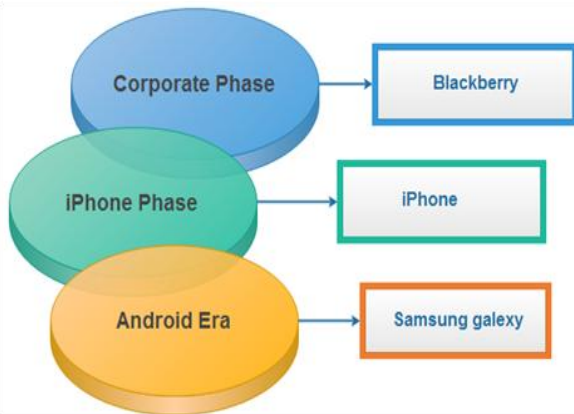 Corporate Phase
Blackberry
iPhone Phase
iPhone
Android Era
Samsung galexy